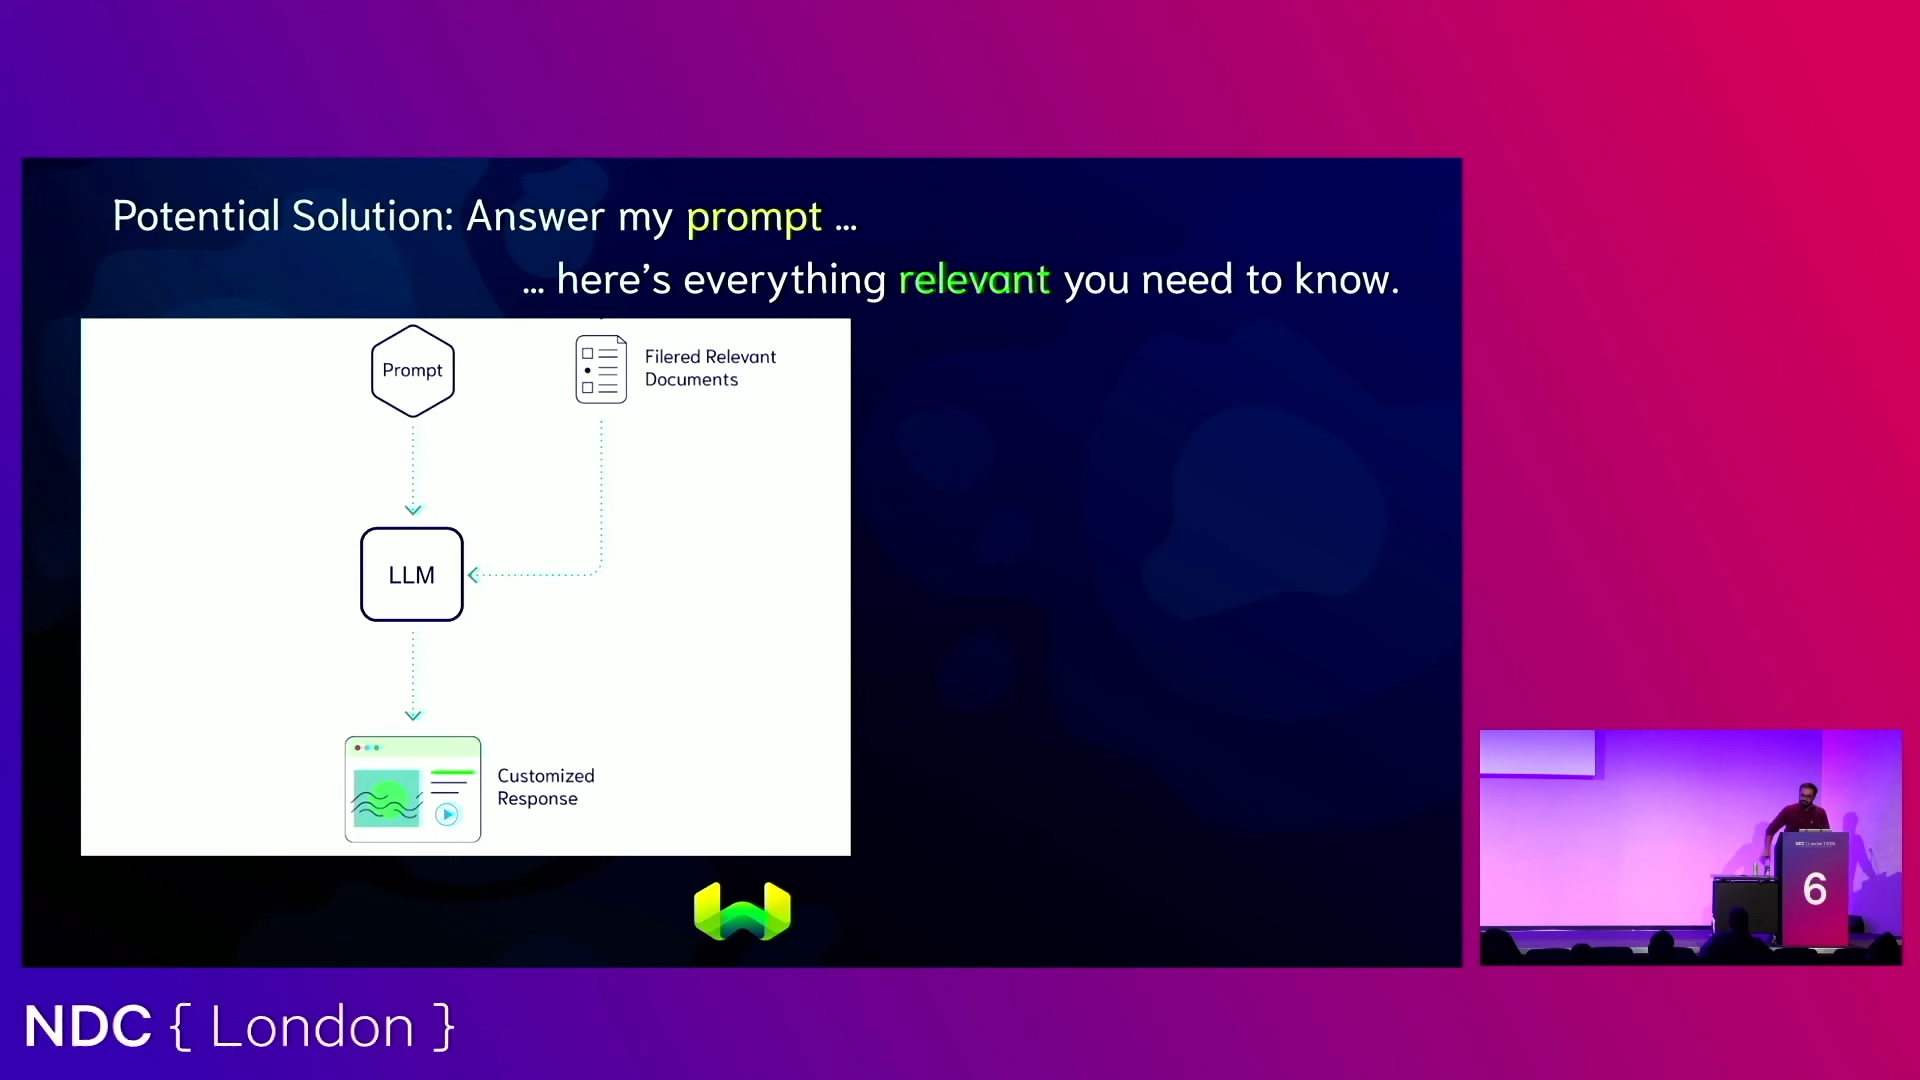 Potential Solution: Answer my prompt ...
... here's everything relevant you need to know.
Prompt
Filered Relevant
Documents
LLM
Customized
Response
6
NDC { London }